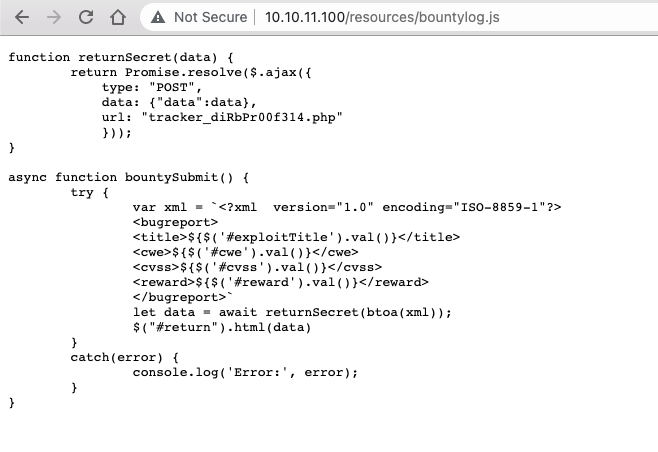 Not Secure | 10.10.11.100/resources/bountylog.js
function returnSecret(data) {
        return Promise.resolve($.ajax({
            type: "POST",
            data: {"data":data},
            url: "tracker_diRbPr00f314.php"
            }));
}
async function bountySubmit() {
        try {
                var xml = `<?xml  version="1.0" encoding="ISO-8859-1"?>
                <bugreport>
                <title>${$('#exploitTitle').val()}</title>
                <cwe>${$('#cwe').val()}</cwe>
                <cvss>${$('#cvss').val()}</cvss>
                <reward>${$('#reward').val()}</reward>
                </bugreport>`
                let data = await returnSecret(btoa(xml));
                $("#return").html(data)
        }
        catch(error) {
                console.log('Error:', error);
        }
}